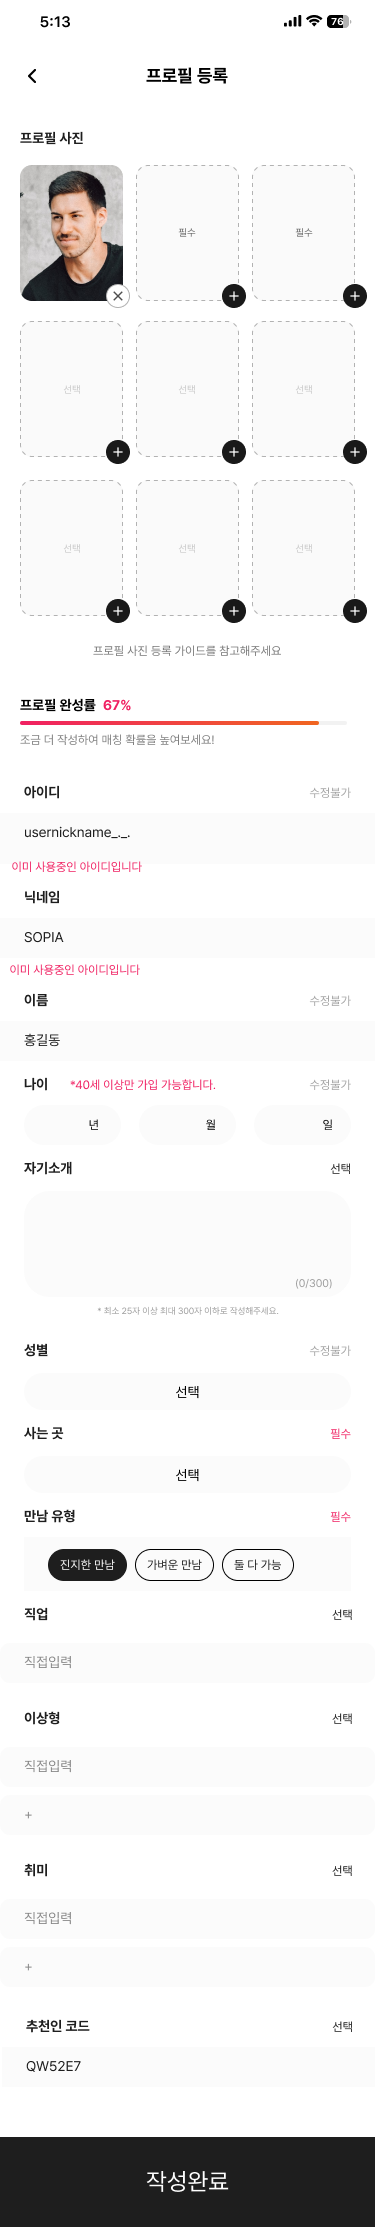 5:13
76
프로필 등록
프로필 사진
필수
필수
선택
선택
선택
선택
선택
선택
프로필 사진 등록 가이드를 참고해주세요
프로필 완성률 67%
조금 더 작성하여 매칭 확률을 높여보세요!
아이디 수정불가
usernickname_._.
이미 사용중인 아이디입니다
닉네임
SOPIA
이미 사용중인 아이디입니다
이름 수정불가
홍길동
나이 *40세 이상만 가입 가능합니다. 수정불가
년 월 일
자기소개 선택
(0/300)
* 최소 25자 이상 최대 300자 이하로 작성해주세요.
성별 수정불가
선택
사는 곳 필수
선택
만남 유형 필수
진지한 만남 가벼운 만남 둘 다 가능
직업 선택
직접입력
이상형 선택
직접입력
+
취미 선택
직접입력
+
추천인 코드 선택
QW52E7
작성완료